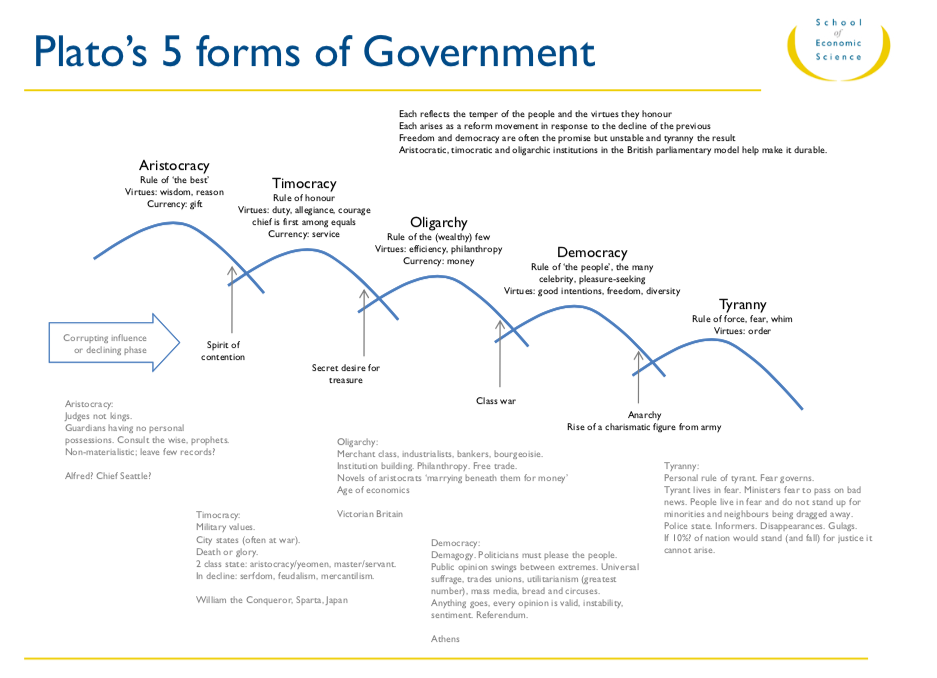 Plato's 5 forms of Government
School
of
Economic
Science
Each reflects the temper of the people and the virtues they honour
Each arises as a reform movement in response to the decline of the previous
Freedom and democracy are often the promise but unstable and tyranny the result
Aristocratic, timocratic and oligarchic institutions in the British parliamentary model help make it durable.
Aristocracy
Rule of 'the best'
Virtues: wisdom, reason
Currency: gift
Timocracy
Rule of honour
Virtues: duty, allegiance, courage
chief is first among equals
Currency: service
Oligarchy
Rule of the (wealthy) few
Virtues: efficiency, philanthropy
Currency: money
Democracy
Rule of 'the people', the many
celebrity, pleasure-seeking
Virtues: good intentions, freedom, diversity
Tyranny
Rule of force, fear, whim
Virtues: order
Corrupting influence
or declining phase
Spirit of
contention
Secret desire for
treasure
Class war
Anarchy
Rise of a charismatic figure from army
Aristocracy:
Judges not kings.
Guardians having no personal
possessions. Consult the wise, prophets.
Non-materialistic; leave few records?
Alfred? Chief Seattle?
Timocracy:
Military values.
City states (often at war).
Death or glory.
2 class state: aristocracy/yeomen, master/servant.
In decline: serfdom, feudalism, mercantilism.
William the Conqueror, Sparta, Japan
Oligarchy:
Merchant class, industrialists, bankers, bourgeoisie.
Institution building. Philanthropy. Free trade.
Novels of aristocrats 'marrying beneath them for money'
Age of economics
Victorian Britain
Democracy:
Demagogy. Politicians must please the people.
Public opinion swings between extremes. Universal
suffrage, trades unions, utilitarianism (greatest
number), mass media, bread and circuses.
Anything goes, every opinion is valid, instability,
sentiment. Referendum.
Athens
Tyranny:
Personal rule of tyrant. Fear governs.
Tyrant lives in fear. Ministers fear to pass on bad
news. People live in fear and do not stand up for
minorities and neighbours being dragged away.
Police state. Informers. Disappearances. Gulags.
If 10%? of nation would stand (and fall) for justice it
cannot arise.